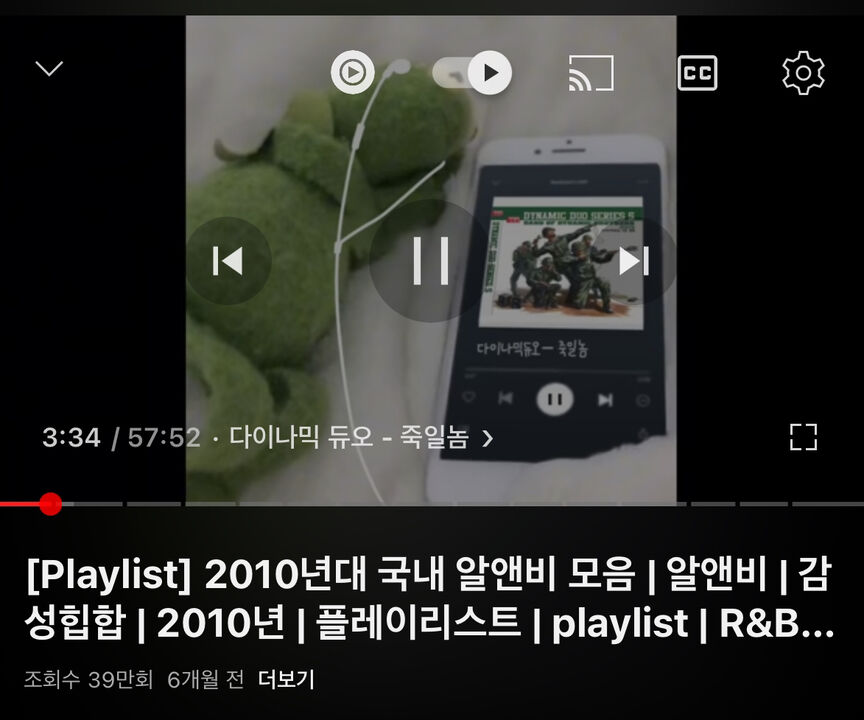 CC
DYNAMIC DUO SERIES 5
다이나믹듀오 — 죽일놈
3:34 / 57:52 · 다이나믹 듀오 - 죽일놈 >
[Playlist] 2010년대 국내 알앤비 모음 | 알앤비 | 감
성힙합 | 2010년 | 플레이리스트 | playlist | R&B...
조회수 39만회 6개월 전 더보기